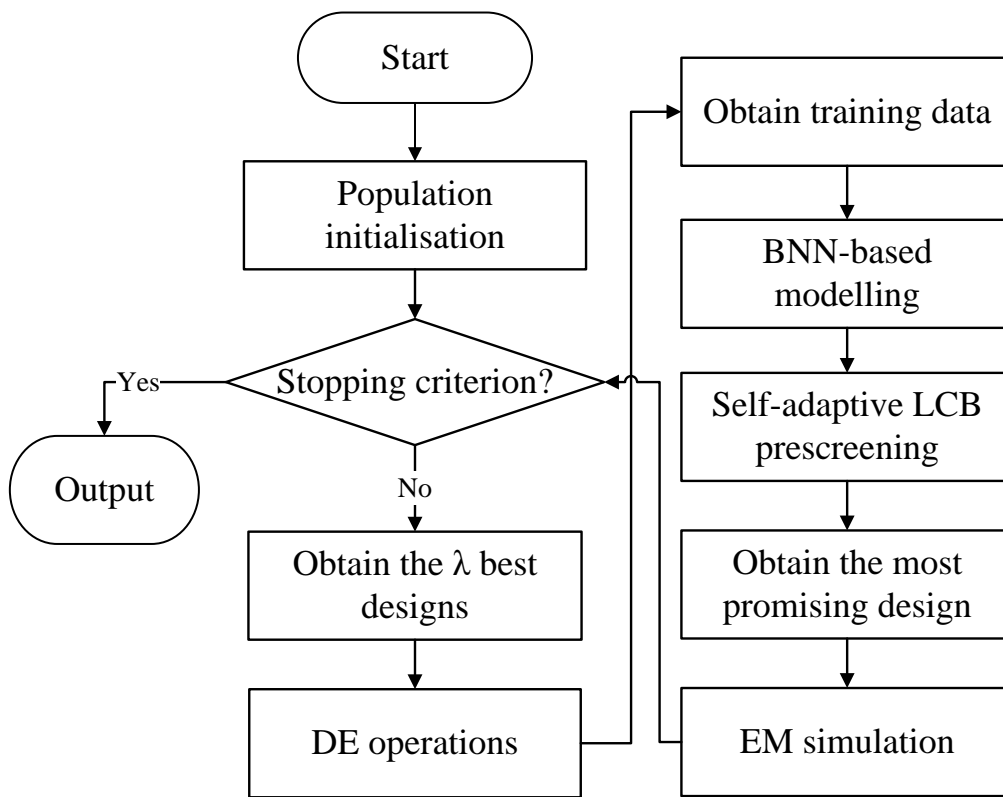 Start
Population
initialisation
Stopping criterion?
Yes
Output
No
Obtain the λ best
designs
DE operations
Obtain training data
BNN-based
modelling
Self-adaptive LCB
prescreening
Obtain the most
promising design
EM simulation